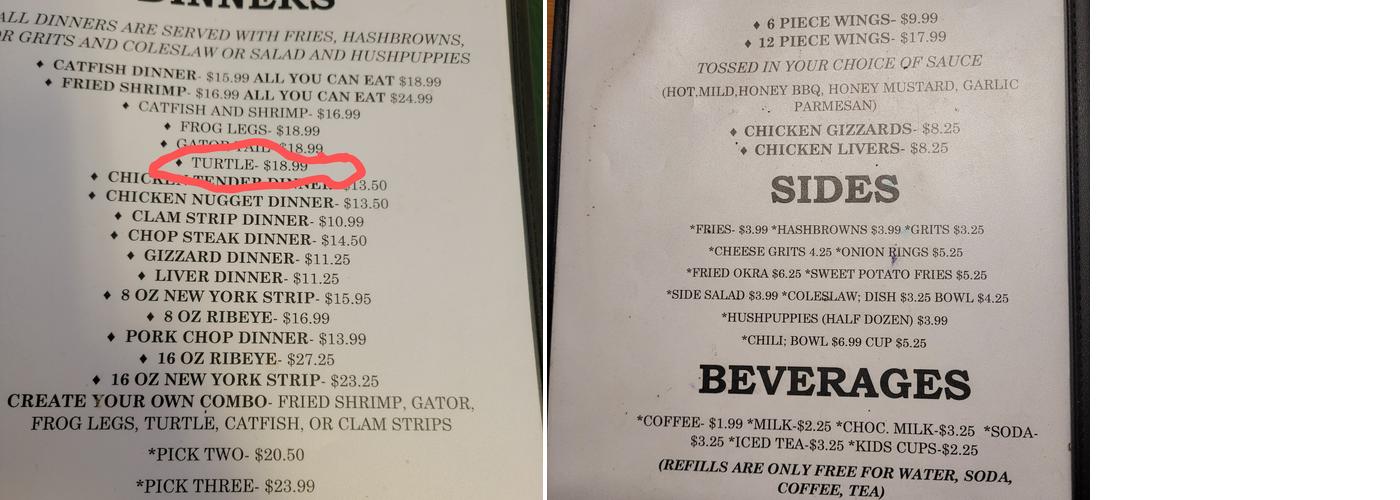 DINNERS
ALL DINNERS ARE SERVED WITH FRIES, HASHBROWNS,
OR GRITS AND COLESLAW OR SALAD AND HUSHPUPPIES
♦ CATFISH DINNER- $15.99 ALL YOU CAN EAT $18.99
♦ FRIED SHRIMP- $16.99 ALL YOU CAN EAT $24.99
♦ CATFISH AND SHRIMP- $16.99
♦ FROG LEGS- $18.99
♦ GATOR TAIL- $18.99
♦ TURTLE- $18.99
♦ CHICKEN TENDER DINNER- $13.50
♦ CHICKEN NUGGET DINNER- $13.50
♦ CLAM STRIP DINNER- $10.99
♦ CHOP STEAK DINNER- $14.50
♦ GIZZARD DINNER- $11.25
♦ LIVER DINNER- $11.25
♦ 8 OZ NEW YORK STRIP- $15.95
♦ 8 OZ RIBEYE- $16.99
♦ PORK CHOP DINNER- $13.99
♦ 16 OZ RIBEYE- $27.25
♦ 16 OZ NEW YORK STRIP- $23.25
CREATE YOUR OWN COMBO- FRIED SHRIMP, GATOR,
FROG LEGS, TURTLE, CATFISH, OR CLAM STRIPS
*PICK TWO- $20.50
*PICK THREE- $23.99
♦ 6 PIECE WINGS- $9.99
♦ 12 PIECE WINGS- $17.99
TOSSED IN YOUR CHOICE OF SAUCE
(HOT,MILD,HONEY BBQ, HONEY MUSTARD, GARLIC
PARMESAN)
♦ CHICKEN GIZZARDS- $8.25
♦ CHICKEN LIVERS- $8.25
SIDES
*FRIES- $3.99 *HASHBROWNS $3.99 *GRITS $3.25
*CHEESE GRITS 4.25 *ONION RINGS $5.25
*FRIED OKRA $6.25 *SWEET POTATO FRIES $5.25
*SIDE SALAD $3.99 *COLESLAW; DISH $3.25 BOWL $4.25
*HUSHPUPPIES (HALF DOZEN) $3.99
*CHILI; BOWL $6.99 CUP $5.25
BEVERAGES
*COFFEE- $1.99 *MILK-$2.25 *CHOC. MILK-$3.25 *SODA-
$3.25 *ICED TEA-$3.25 *KIDS CUPS-$2.25
(REFILLS ARE ONLY FREE FOR WATER, SODA,
COFFEE, TEA)